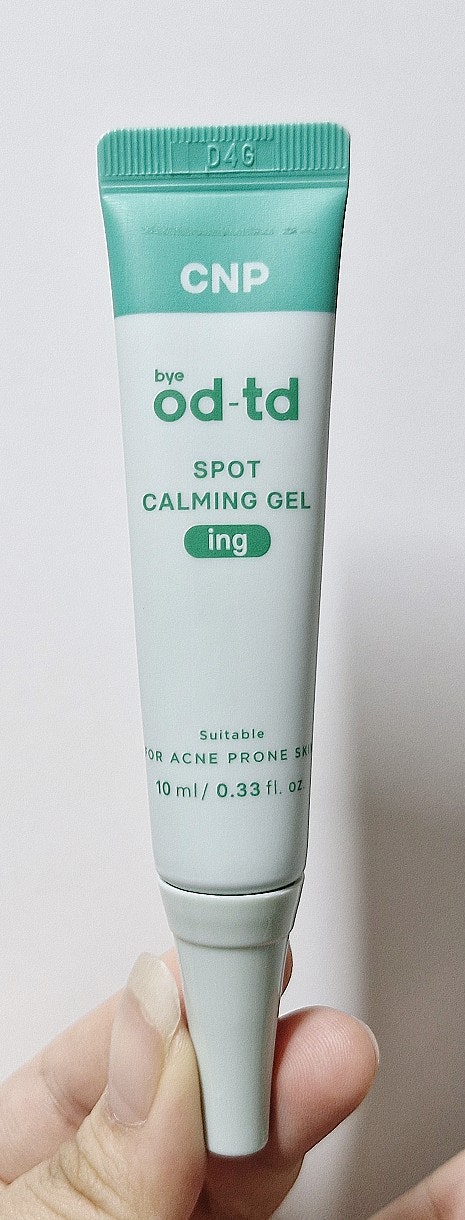 D4G
CNP
bye
od-td
SPOT
CALMING GEL
ing
Suitable
FOR ACNE PRONE SKIN
10 ml / 0.33 fl. oz.